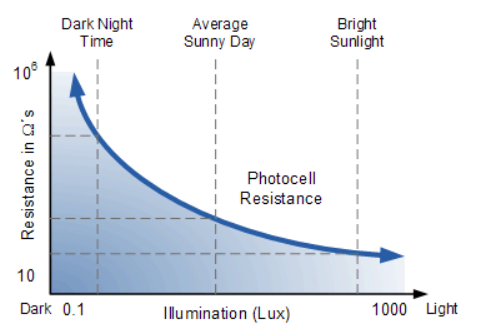 Dark Night
Time
Average
Sunny Day
Bright
Sunlight
10⁶
Resistance in Ω's
Photocell
Resistance
10
Dark 0.1
Illumination (Lux)
1000 Light